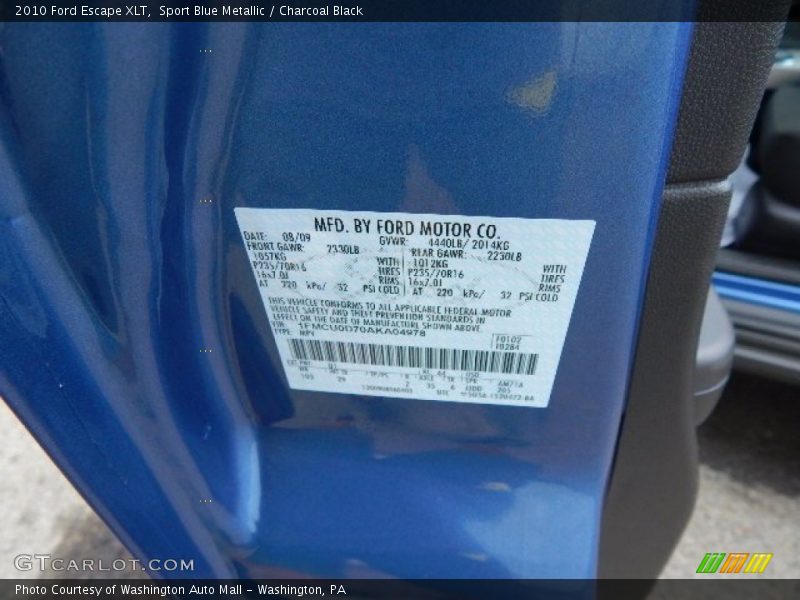 2010 Ford Escape XLT, Sport Blue Metallic / Charcoal Black
MFD. BY FORD MOTOR CO.
DATE: 08/09 GVWR: 4440LB/ 2014KG
FRONT GAWR: 2330LB REAR GAWR: 2230LB
1057KG WITH 1012KG WITH
P235/70R16 TIRES P235/70R16 TIRES
16x7.0J RIMS 16x7.0J RIMS
AT 220 kPa/ 32 PSI COLD AT 220 kPa/ 32 PSI COLD
THIS VEHICLE CONFORMS TO ALL APPLICABLE FEDERAL MOTOR
VEHICLE SAFETY AND THEFT PREVENTION STANDARDS IN
EFFECT ON THE DATE OF MANUFACTURE SHOWN ABOVE.
VIN: 1FMCU0D70AKA04978 F0102
TYPE: MPV
GTCARLOT.COM
Photo Courtesy of Washington Auto Mall – Washington, PA